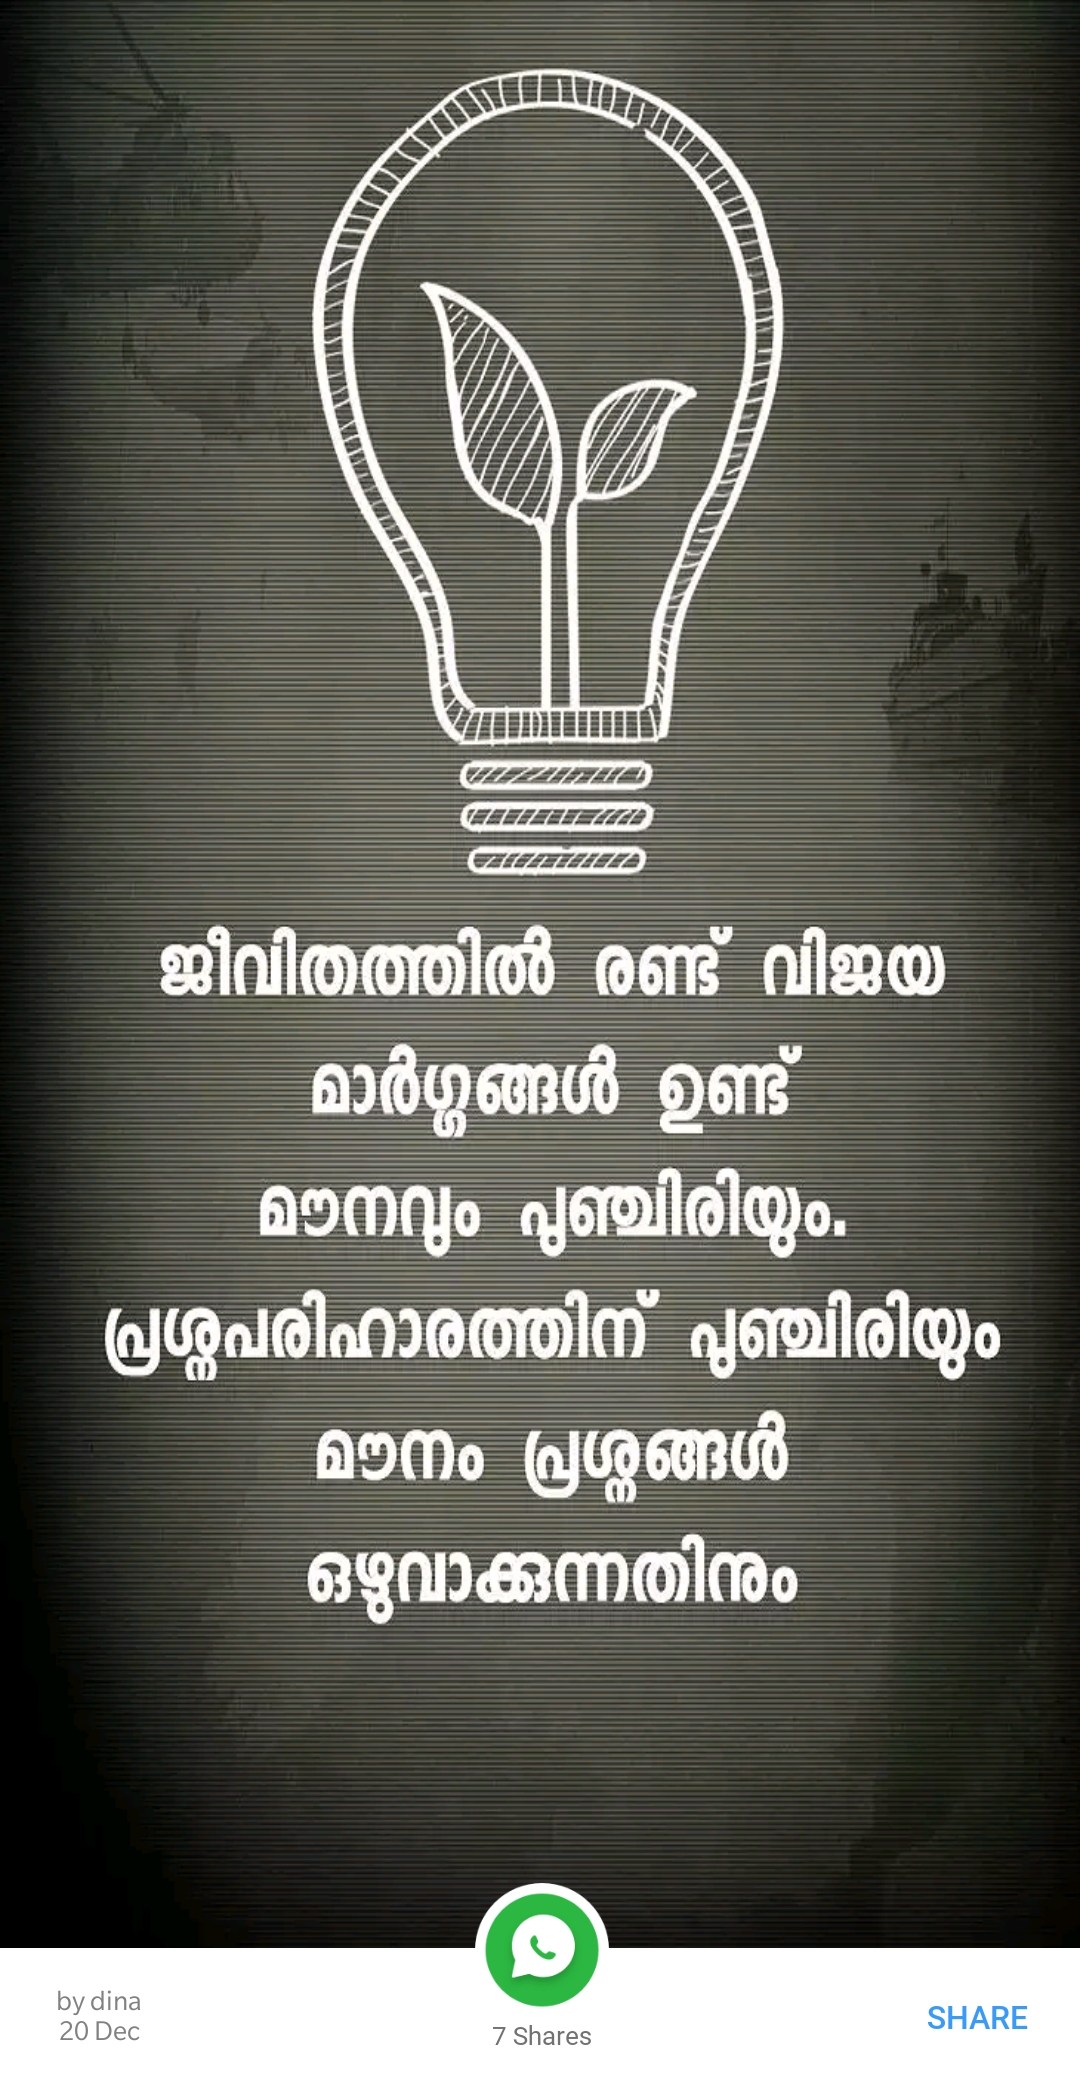 ജീവിതത്തിൽ രണ്ട് വിജയ
മാർഗ്ഗങ്ങൾ ഉണ്ട്
മൗനവും പുഞ്ചിരിയും.
പ്രശ്നപരിഹാരത്തിന് പുഞ്ചിരിയും
മൗനം പ്രശ്നങ്ങൾ
ഒഴുവാക്കുന്നതിനും
by dina
20 Dec
7 Shares
SHARE